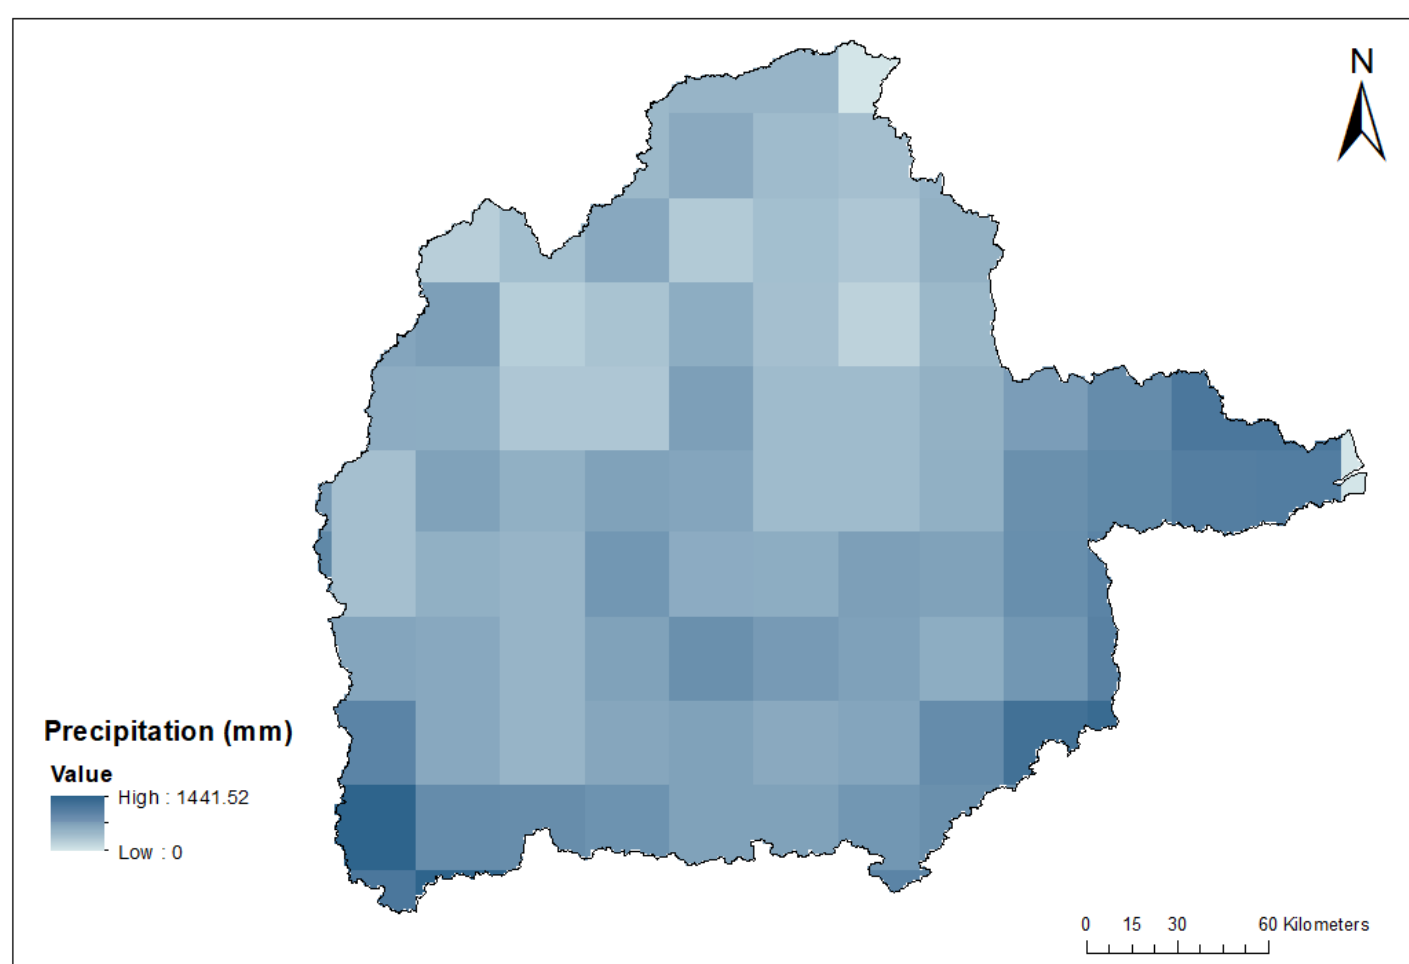 N
Precipitation (mm)
Value
High : 1441.52
Low : 0
0 15 30 60 Kilometers